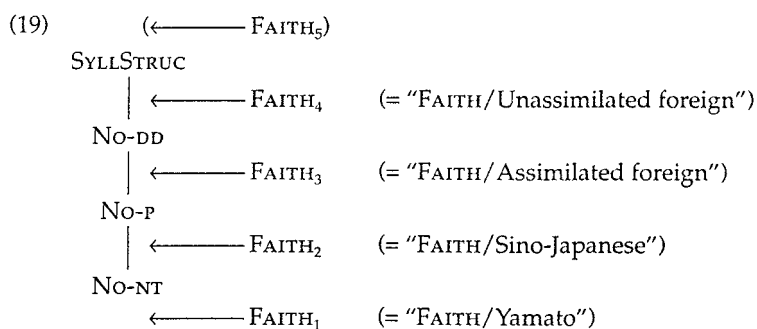 (19) (← FAITH₅)
SYLLSTRUC
← FAITH₄ (= "FAITH/Unassimilated foreign")
NO-DD
← FAITH₃ (= "FAITH/Assimilated foreign")
NO-P
← FAITH₂ (= "FAITH/Sino-Japanese")
NO-NT
← FAITH₁ (= "FAITH/Yamato")